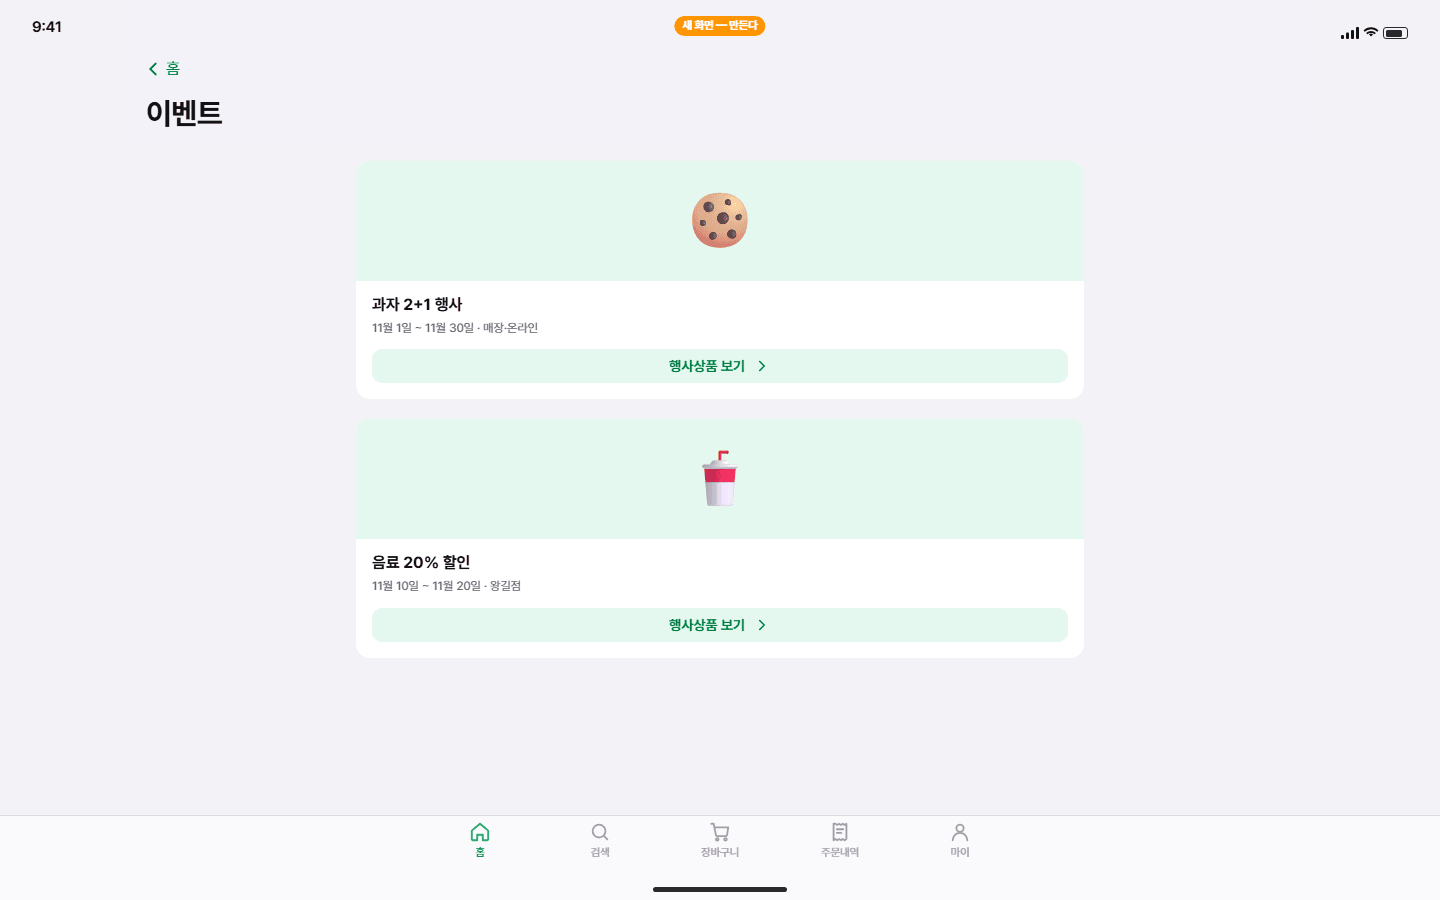 9:41
새 화면 — 만든다
홈
이벤트
과자 2+1 행사
11월 1일 ~ 11월 30일 · 매장·온라인
행사상품 보기
음료 20% 할인
11월 10일 ~ 11월 20일 · 왕길점
행사상품 보기
홈
검색
장바구니
주문내역
마이